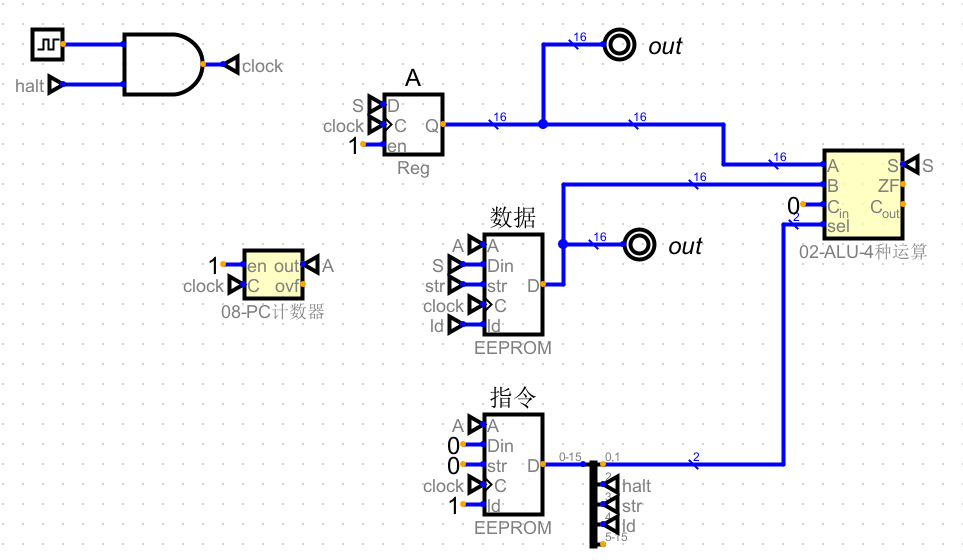 halt
clock
16
out
A
S
D
clock
C
Q
1
en
Reg
16
16
16
16
A
S
S
B
ZF
0
Cin
Cout
2
sel
02-ALU-4种运算
数据
A
A
S
Din
str
str
D
clock
C
ld
ld
EEPROM
16
out
1
en
out
A
clock
C
ovf
08-PC计数器
指令
A
A
0
Din
0
str
D
clock
C
1
ld
EEPROM
0-15
0,1
2
halt
str
ld
5-15